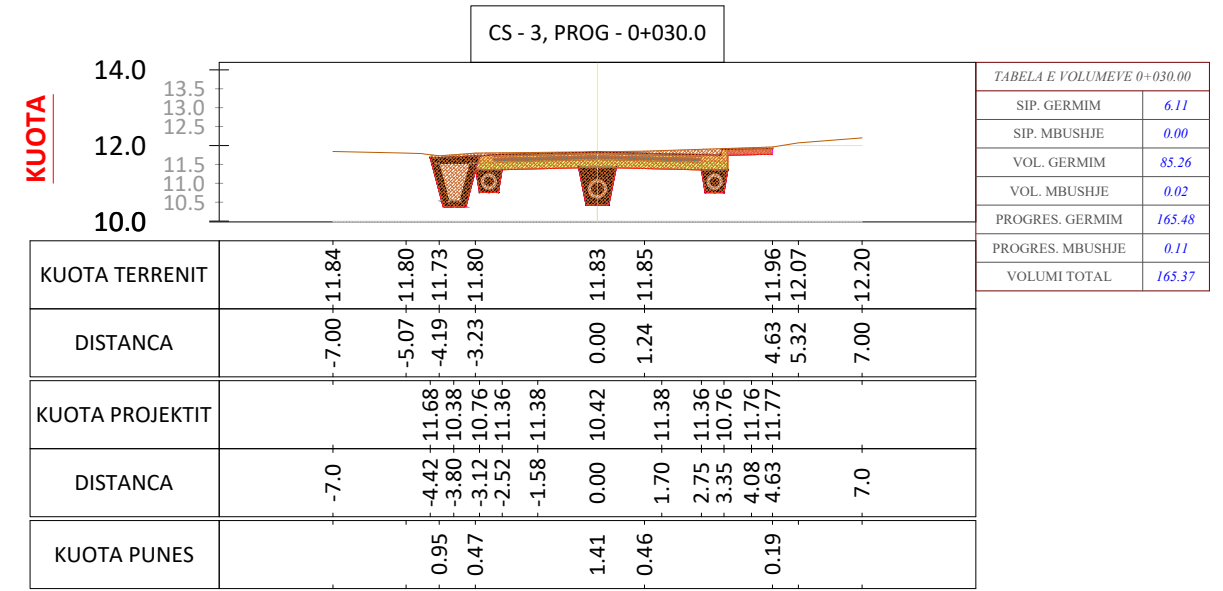 CS - 3, PROG - 0+030.0
KUOTA
14.0
13.5
13.0
12.5
12.0
11.5
11.0
10.5
10.0
TABELA E VOLUMEVE 0+030.00
SIP. GERMIM 6.11
SIP. MBUSHJE 0.00
VOL. GERMIM 85.26
VOL. MBUSHJE 0.02
PROGRES. GERMIM 165.48
PROGRES. MBUSHJE 0.11
VOLUMI TOTAL 165.37
KUOTA TERRENIT 11.84 11.80 11.73 11.80 11.83 11.85 11.96 12.07 12.20
DISTANCA -7.00 -5.07 -4.19 -3.23 0.00 1.24 4.63 5.32 7.00
KUOTA PROJEKTIT 11.68 10.38 10.76 11.36 11.38 10.42 11.38 11.36 10.76 11.76 11.77
DISTANCA -7.0 -4.42 -3.80 -3.12 -2.52 -1.58 0.00 1.70 2.75 3.35 4.08 4.63 7.0
KUOTA PUNES 0.95 0.47 1.41 0.46 0.19